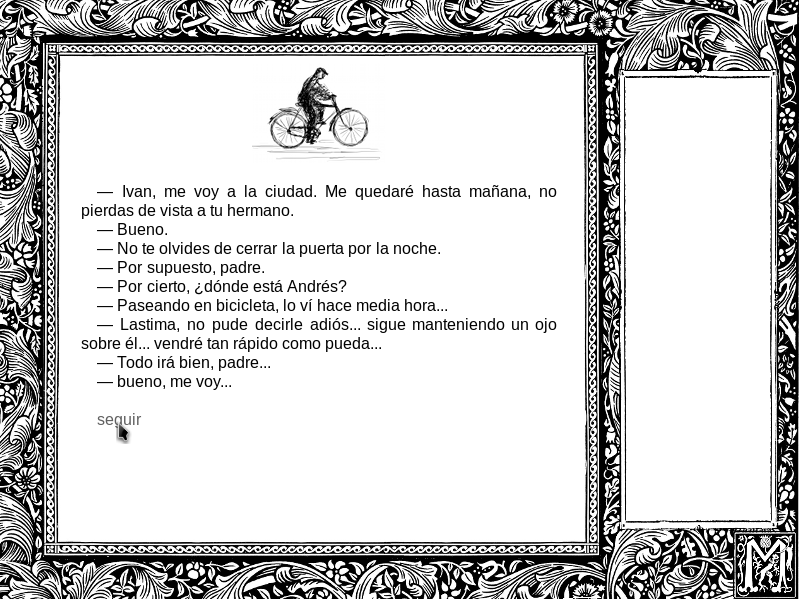 — Ivan, me voy a la ciudad. Me quedaré hasta mañana, no
pierdas de vista a tu hermano.
— Bueno.
— No te olvides de cerrar la puerta por la noche.
— Por supuesto, padre.
— Por cierto, ¿dónde está Andrés?
— Paseando en bicicleta, lo ví hace media hora...
— Lastima, no pude decirle adiós... sigue manteniendo un ojo
sobre él... vendré tan rápido como pueda...
— Todo irá bien, padre...
— bueno, me voy...
seguir
M